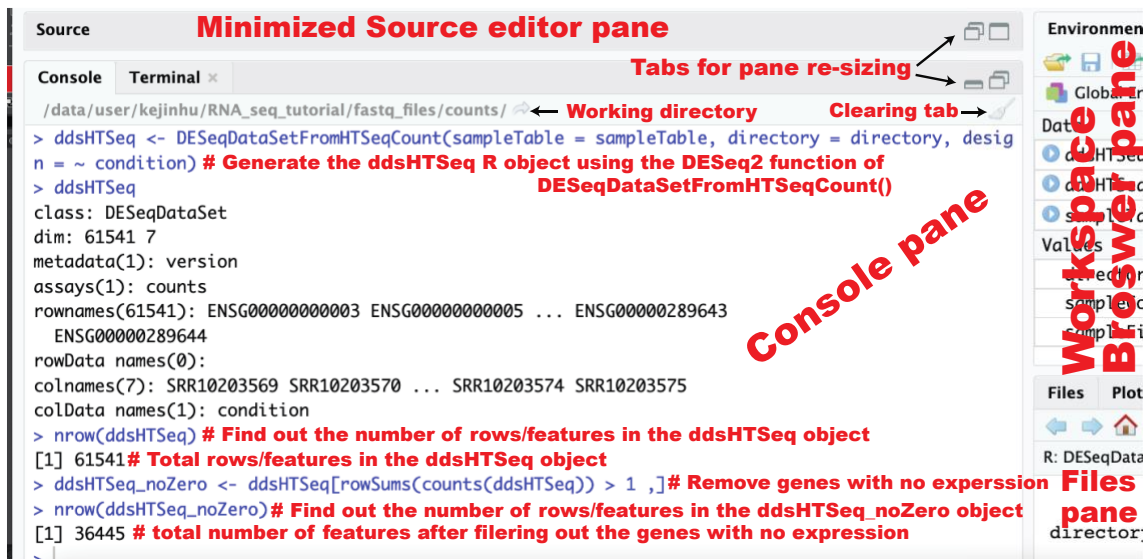 Source Minimized Source editor pane
Console Terminal × Tabs for pane re-sizing
/data/user/kejinhu/RNA_seq_tutorial/fastq_files/counts/ Working directory Clearing tab
> ddsHTSeq <- DESeqDataSetFromHTSeqCount(sampleTable = sampleTable, directory = directory, desig
n = ~ condition) # Generate the ddsHTSeq R object using the DESeq2 function of
> ddsHTSeq DESeqDataSetFromHTSeqCount()
class: DESeqDataSet
dim: 61541 7
metadata(1): version
assays(1): counts
rownames(61541): ENSG00000000003 ENSG00000000005 ... ENSG00000289643
ENSG00000289644
rowData names(0):
colnames(7): SRR10203569 SRR10203570 ... SRR10203574 SRR10203575
colData names(1): condition
> nrow(ddsHTSeq) # Find out the number of rows/features in the ddsHTSeq object
[1] 61541 # Total rows/features in the ddsHTSeq object
> ddsHTSeq_noZero <- ddsHTSeq[rowSums(counts(ddsHTSeq)) > 1 ,] # Remove genes with no experssion
> nrow(ddsHTSeq_noZero) # Find out the number of rows/features in the ddsHTSeq_noZero object
[1] 36445 # total number of features after filering out the genes with no expression
>
Console pane
Environmen
Workspace
Broswer pane
Values
Files Plot
R: DESeqData
Files
pane
director